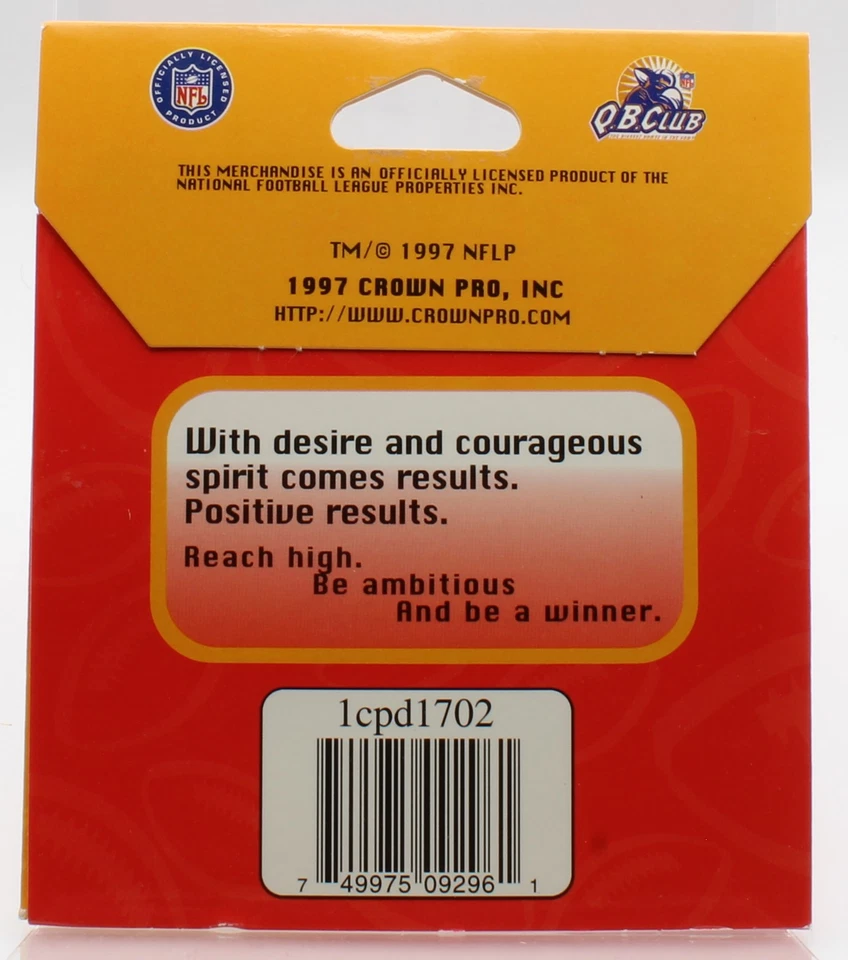 OFFICIALLY LICENSED
NFL
PRODUCT
NFL
Q.B.CLUB
THIS MERCHANDISE IS AN OFFICIALLY LICENSED PRODUCT OF THE
NATIONAL FOOTBALL LEAGUE PROPERTIES INC.
TM/© 1997 NFLP
1997 CROWN PRO, INC
HTTP://WWW.CROWNPRO.COM
With desire and courageous
spirit comes results.
Positive results.
Reach high.
Be ambitious
And be a winner.
1cpd1702
7 49975 09296 1